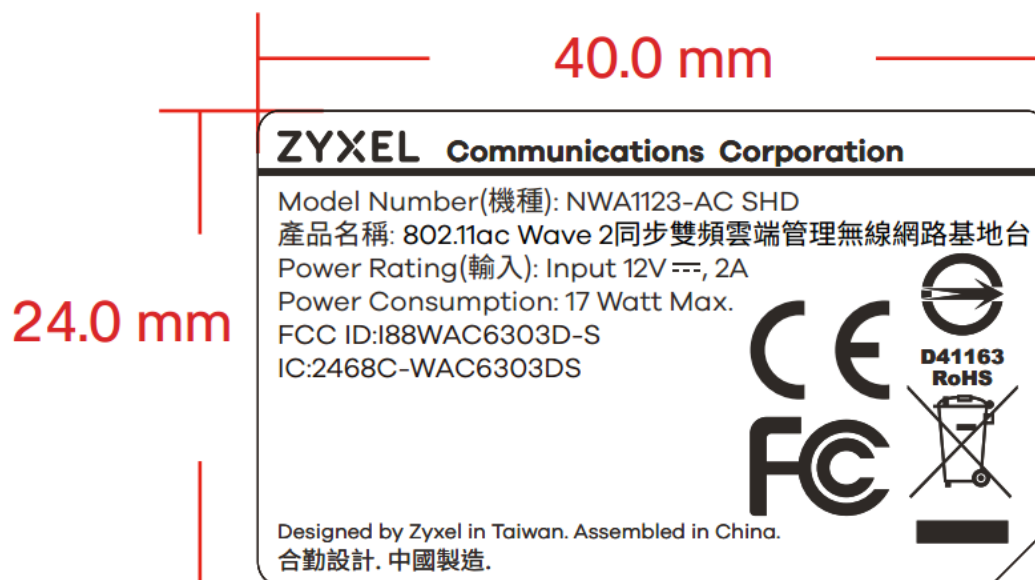 40.0 mm
24.0 mm
ZYXEL Communications Corporation
Model Number(機種): NWA1123-AC SHD
產品名稱: 802.11ac Wave 2同步雙頻雲端管理無線網路基地台
Power Rating(輸入): Input 12V⎓, 2A
Power Consumption: 17 Watt Max.
FCC ID:I88WAC6303D-S
IC:2468C-WAC6303DS
CE
D41163
RoHS
FC
Designed by Zyxel in Taiwan. Assembled in China.
合勤設計. 中國製造.